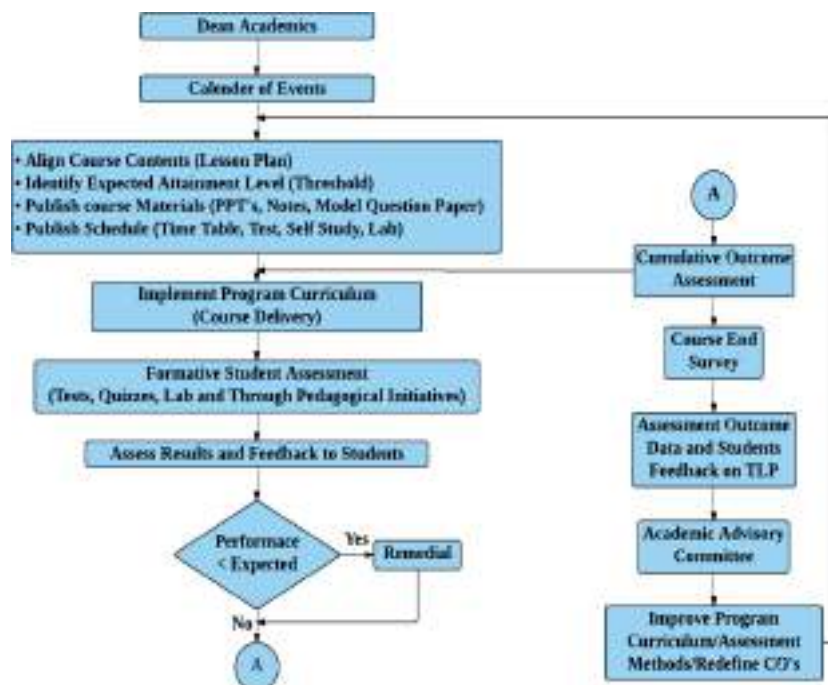 Dean Academics
Calender of Events
• Align Course Contents (Lesson Plan)
• Identify Expected Attainment Level (Threshold)
• Publish course Materials (PPT's, Notes, Model Question Paper)
• Publish Schedule (Time Table, Test, Self Study, Lab)
Implement Program Curriculum
(Course Delivery)
Formative Student Assessment
(Tests, Quizzes, Lab and Through Pedagogical Initiatives)
Assess Results and Feedback to Students
Performace
< Expected
Yes
Remedial
No
A
A
Cumulative Outcome
Assessment
Course End
Survey
Assessment Outcome
Data and Students
Feedback on TLP
Academic Advisory
Committee
Improve Program
Curriculum/Assessment
Methods/Redefine CO's